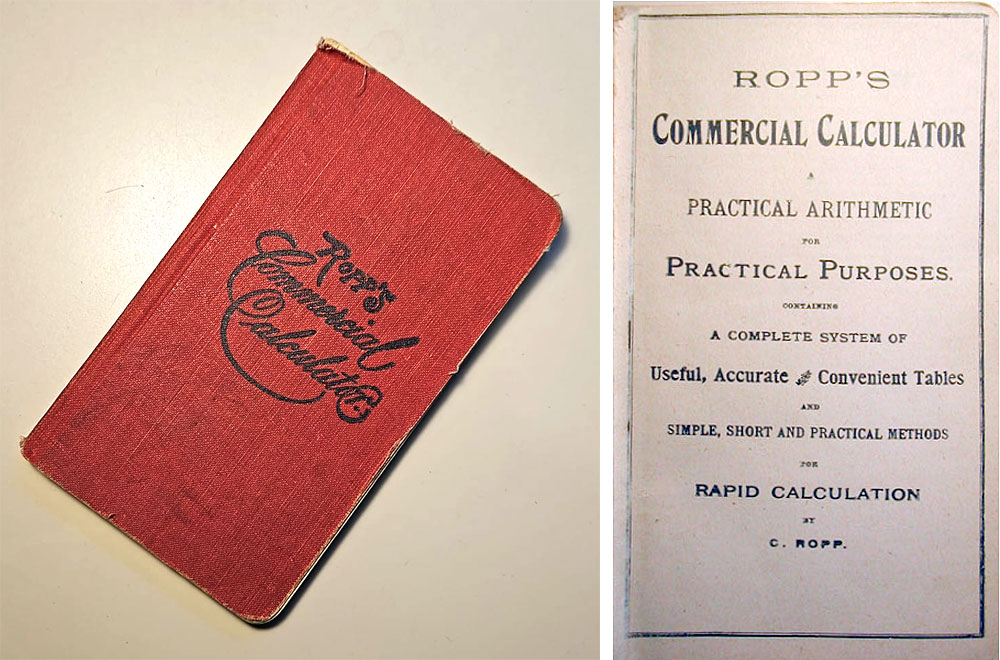 Ropp's
Commercial
Calculator.
ROPP'S
COMMERCIAL CALCULATOR
A
PRACTICAL ARITHMETIC
FOR
PRACTICAL PURPOSES.
CONTAINING
A COMPLETE SYSTEM OF
Useful, Accurate and Convenient Tables
AND
SIMPLE, SHORT AND PRACTICAL METHODS
FOR
RAPID CALCULATION
BY
C. ROPP.